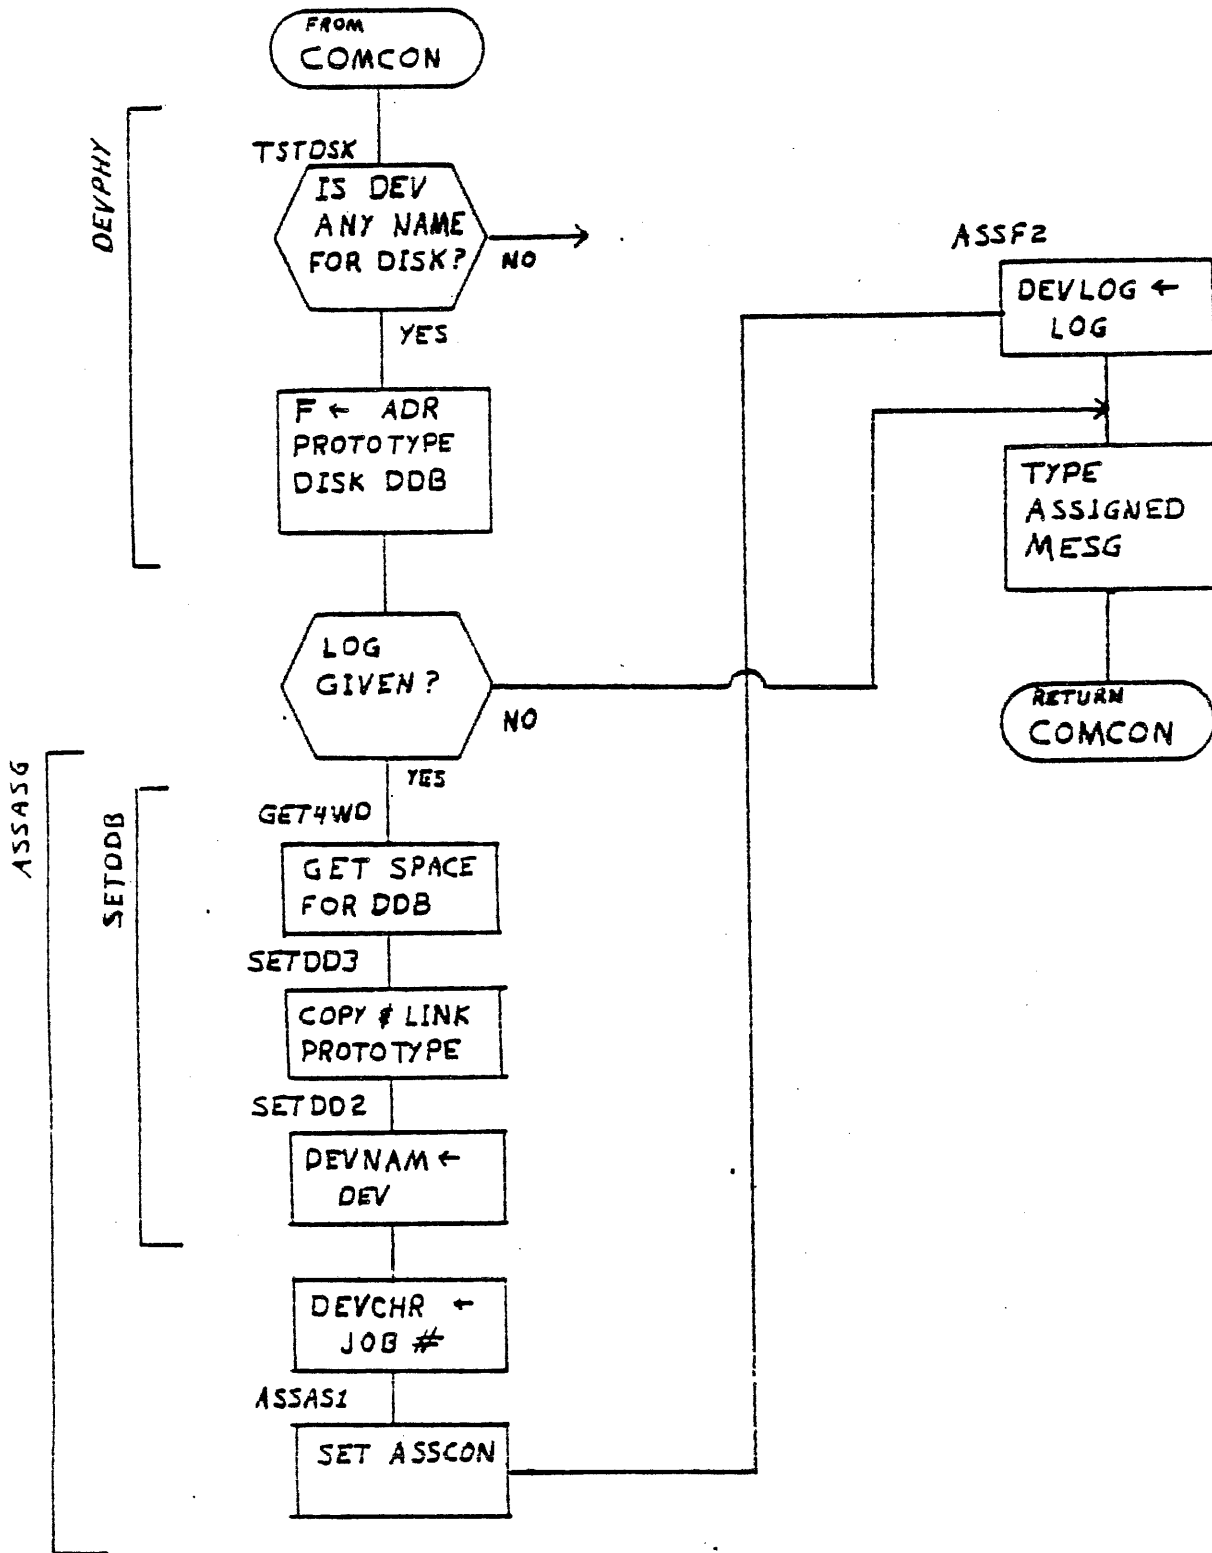 FROM
COMCON
DEVPHY
TSTDSK
IS DEV
ANY NAME
FOR DISK?
NO
YES
F ← ADR
PROTOTYPE
DISK DDB
LOG
GIVEN?
NO
YES
ASSASG
SETDDB
GET4WD
GET SPACE
FOR DDB
SETDD3
COPY & LINK
PROTOTYPE
SETDD2
DEVNAM ←
DEV
DEVCHR ←
JOB #
ASSAS1
SET ASSCON
ASSF2
DEVLOG ←
LOG
TYPE
ASSIGNED
MESG
RETURN
COMCON